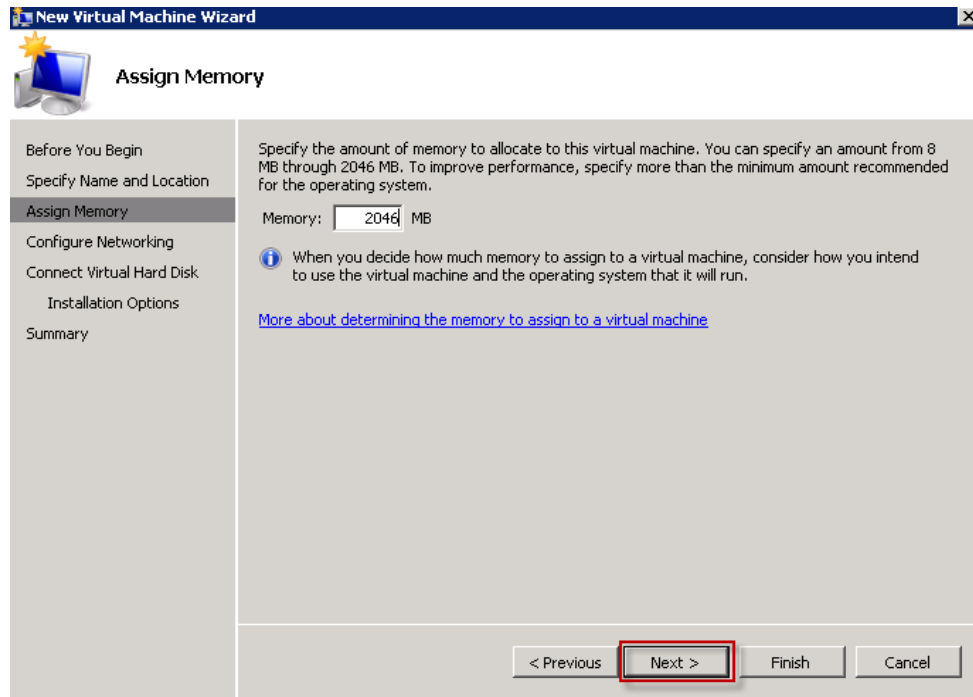 New Virtual Machine Wizard
Assign Memory
Before You Begin
Specify Name and Location
Assign Memory
Configure Networking
Connect Virtual Hard Disk
Installation Options
Summary
Specify the amount of memory to allocate to this virtual machine. You can specify an amount from 8
MB through 2046 MB. To improve performance, specify more than the minimum amount recommended
for the operating system.
Memory: 2046 MB
When you decide how much memory to assign to a virtual machine, consider how you intend
to use the virtual machine and the operating system that it will run.
More about determining the memory to assign to a virtual machine
< Previous Next > Finish Cancel